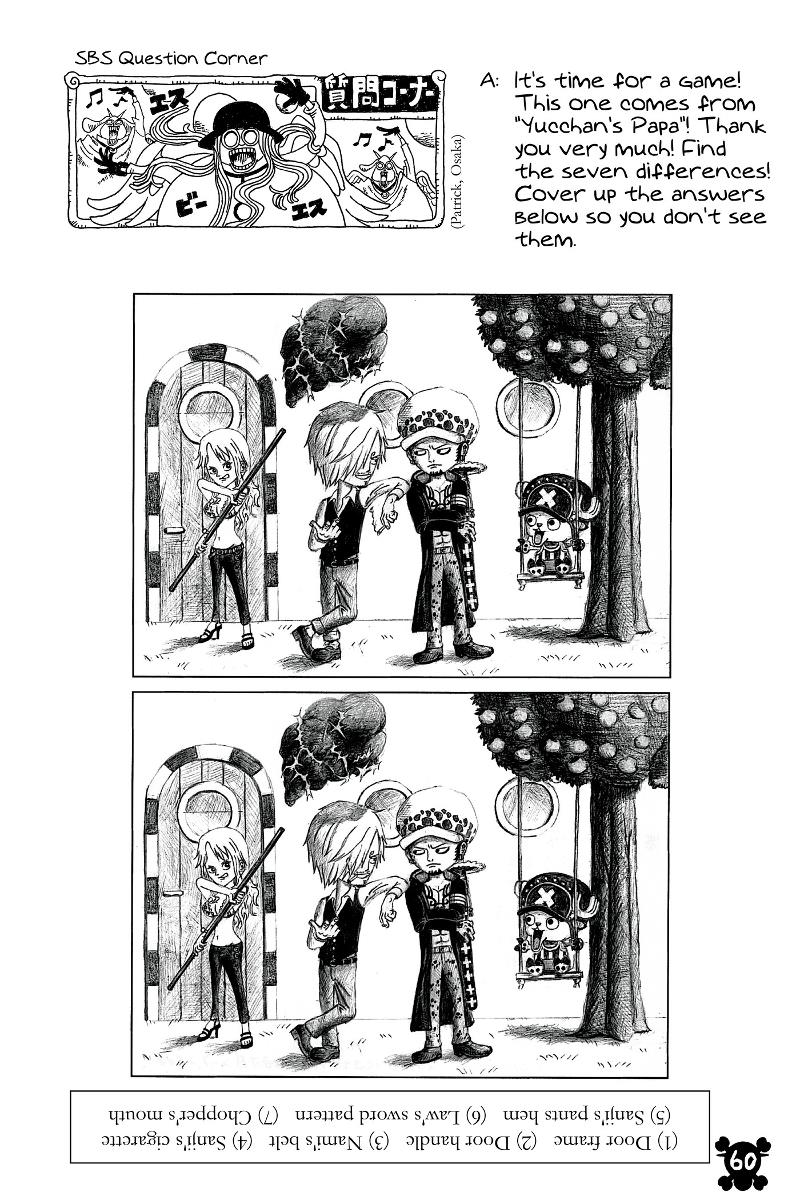 SBS Question Corner
エース
質問コーナー
ビー
エス
(Patrick, Osaka)
A: It's time for a game!
This one comes from
"Yucchan's Papa"! Thank
you very much! Find
the seven differences!
Cover up the answers
below so you don't see
them.
(1) Door frame (2) Door handle (3) Nami's belt (4) Sanji's cigarette
(5) Sanji's pants hem (6) Law's sword pattern (7) Chopper's mouth
60